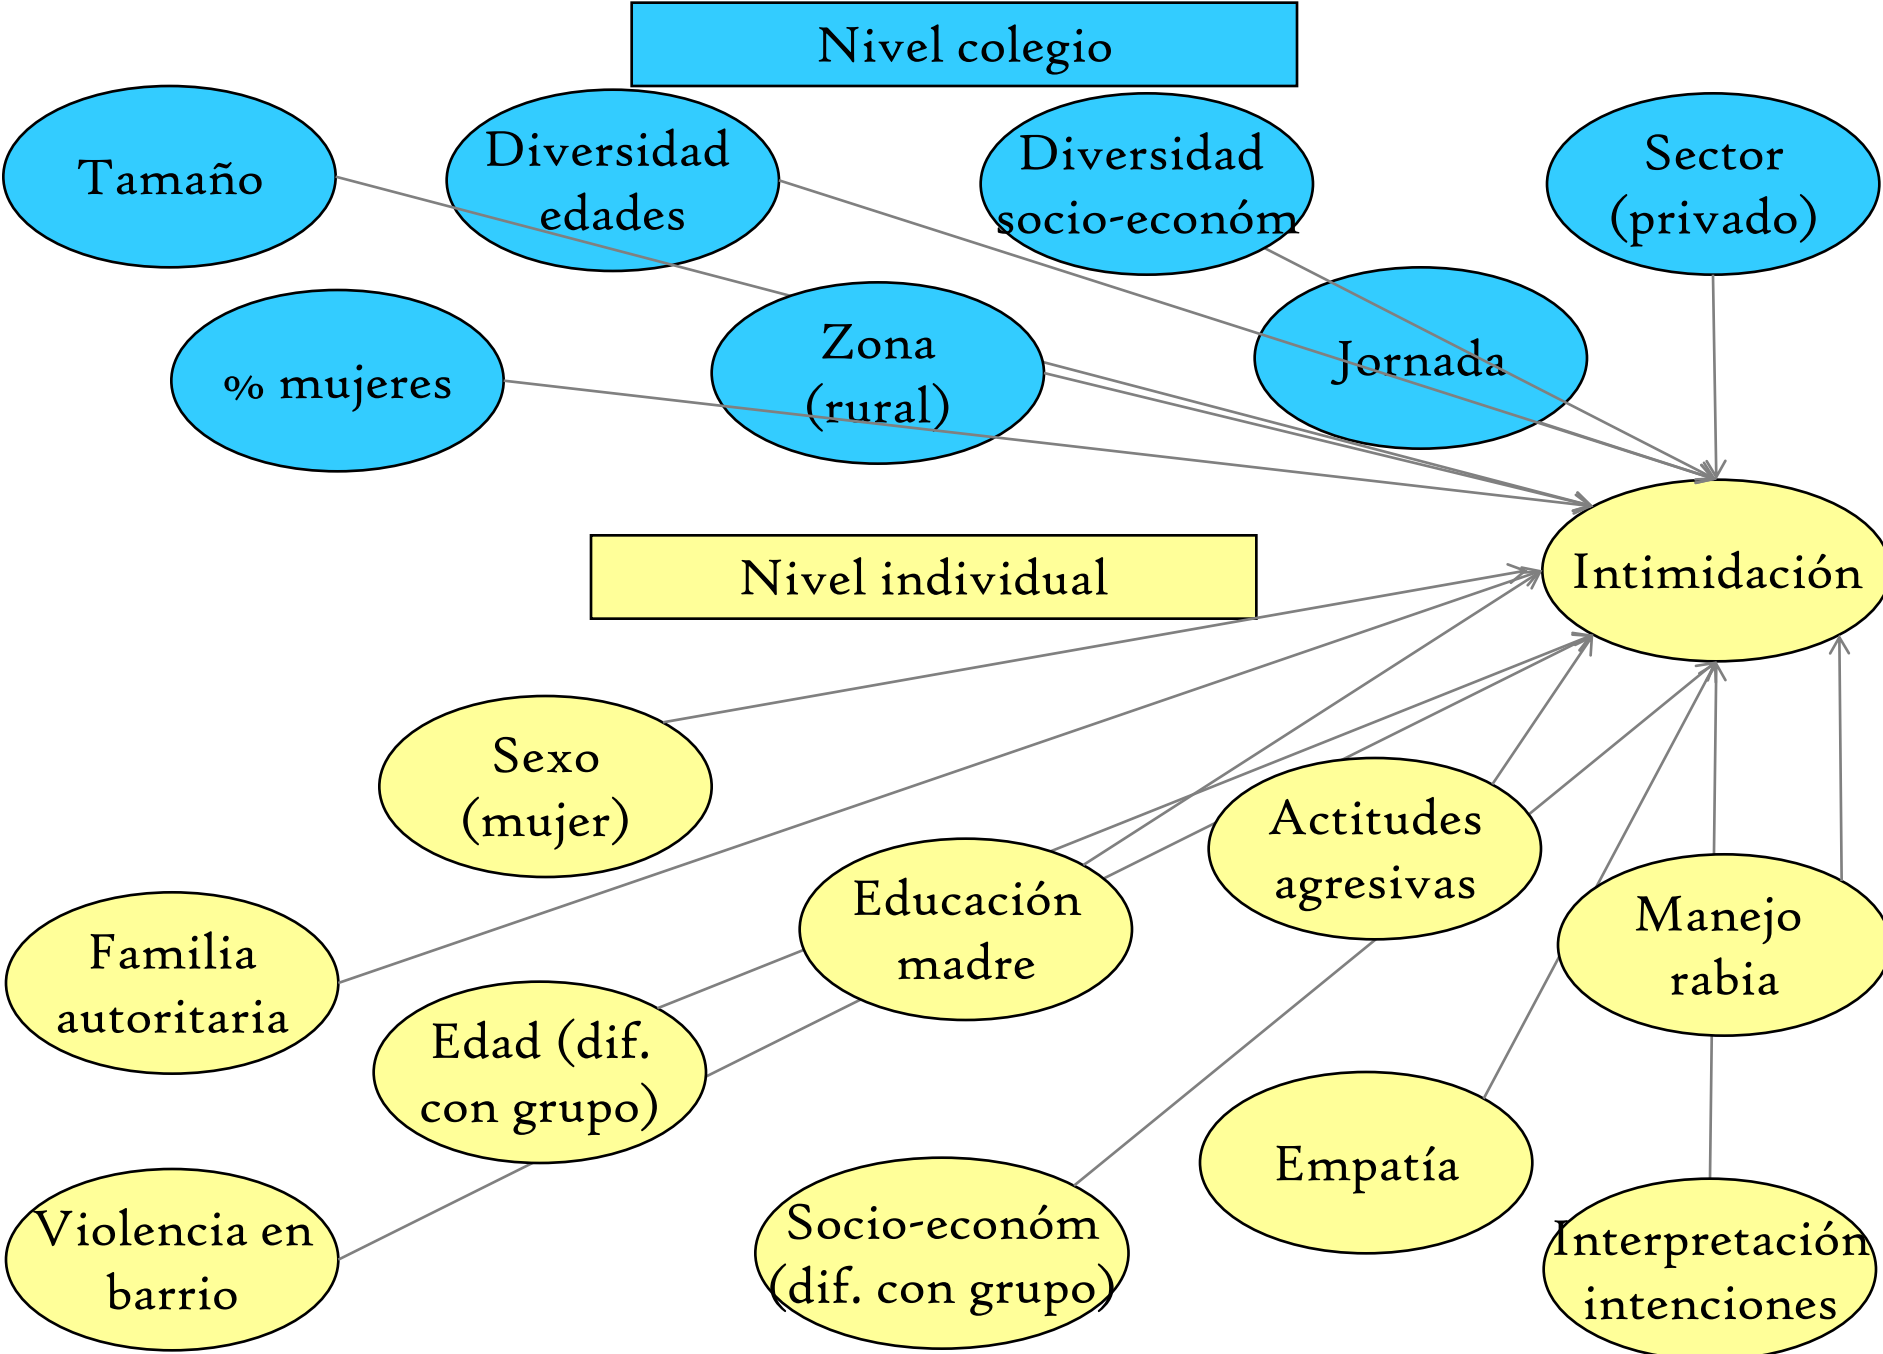 Nivel colegio
Tamaño
Diversidad
edades
Diversidad
socio-económ
Sector
(privado)
% mujeres
Zona
(rural)
Jornada
Intimidación
Nivel individual
Sexo
(mujer)
Actitudes
agresivas
Educación
madre
Manejo
rabia
Familia
autoritaria
Edad (dif.
con grupo)
Empatía
Violencia en
barrio
Socio-económ
(dif. con grupo)
Interpretación
intenciones